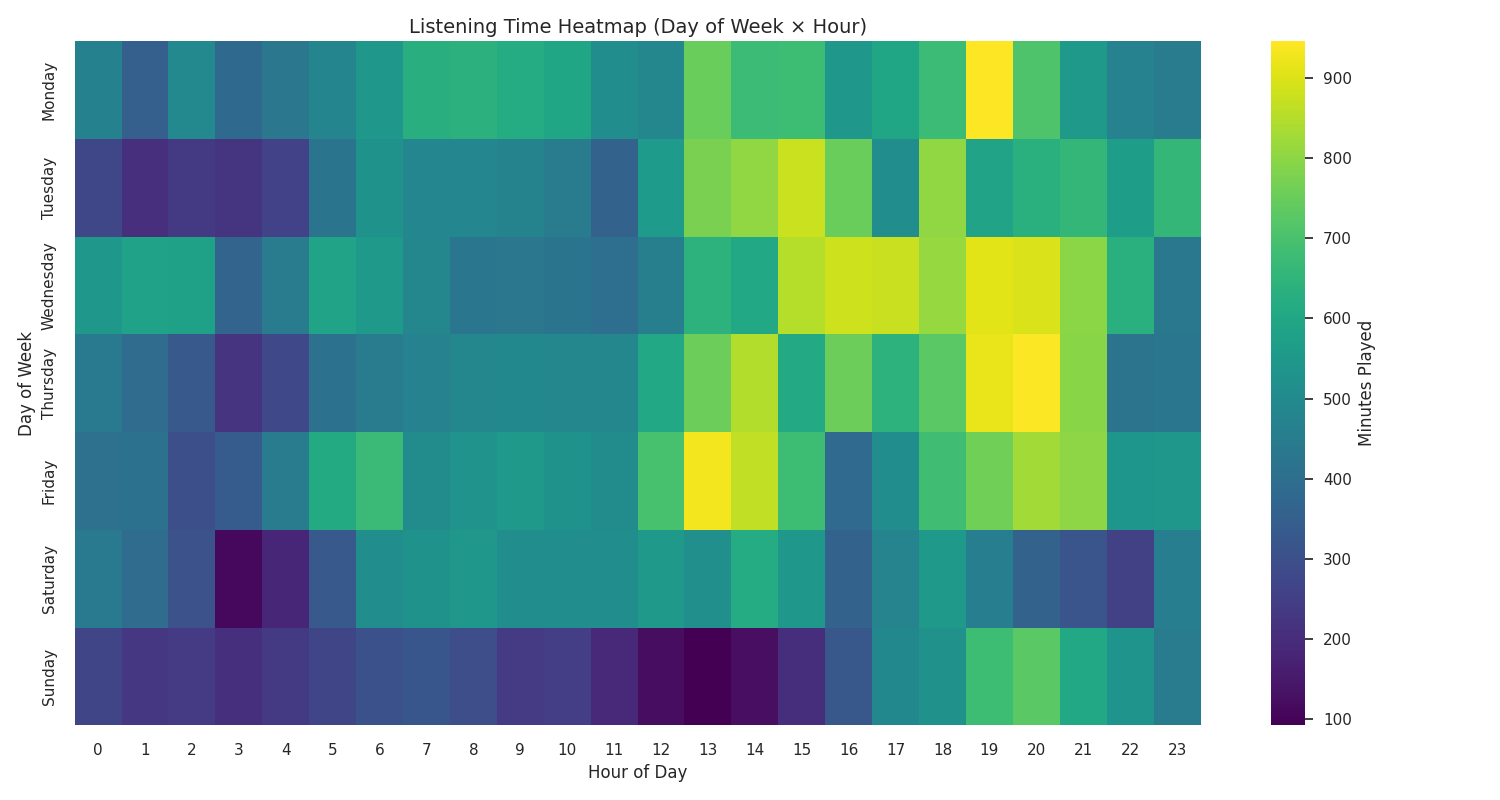 Listening Time Heatmap (Day of Week × Hour)
Day of Week
Monday
Tuesday
Wednesday
Thursday
Friday
Saturday
Sunday
0 1 2 3 4 5 6 7 8 9 10 11 12 13 14 15 16 17 18 19 20 21 22 23
Hour of Day
900
800
700
600
500
400
300
200
100
Minutes Played